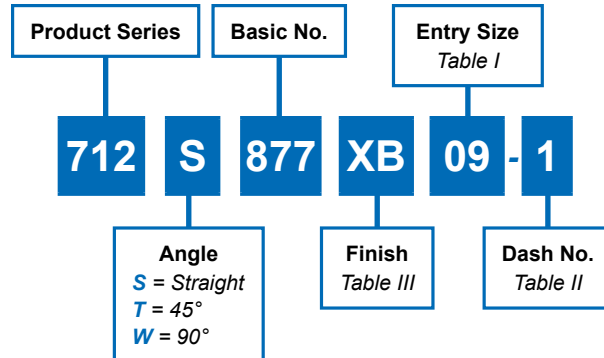 Product Series
Basic No.
Entry Size
Table I
712 S 877 XB 09 - 1
Angle
S = Straight
T = 45°
W = 90°
Finish
Table III
Dash No.
Table II